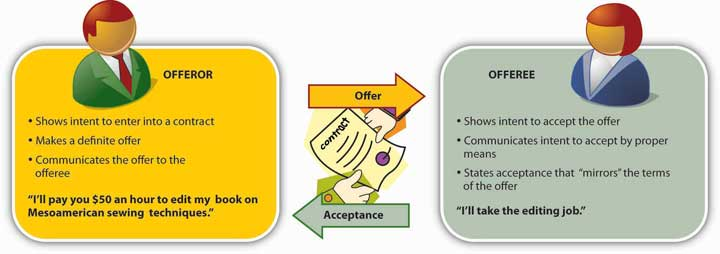 OFFEROR
• Shows intent to enter into a contract
• Makes a definite offer
• Communicates the offer to the
offeree
“I’ll pay you $50 an hour to edit my book on
Mesoamerican sewing techniques.”
Offer
contract
Acceptance
OFFEREE
• Shows intent to accept the offer
• Communicates intent to accept by proper
means
• States acceptance that “mirrors” the terms
of the offer
“I’ll take the editing job.”